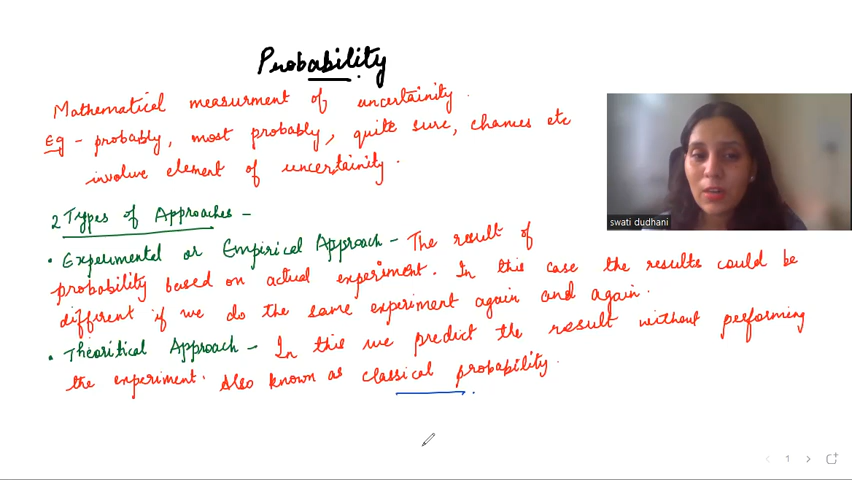 Probability
Mathematical measurment of uncertainity.
Eg - probably, most probably, quite sure, chances etc
involve element of uncertainity.
2 Types of Approaches -
• Experimental or Empirical Approach - The result of
probability based on actual experiment. In this case the results could be
different if we do the same experiment again and again.
• Theoritical Approach - In this we predict the result without performing
the experiment. Also known as classical probability.
swati dudhani
1